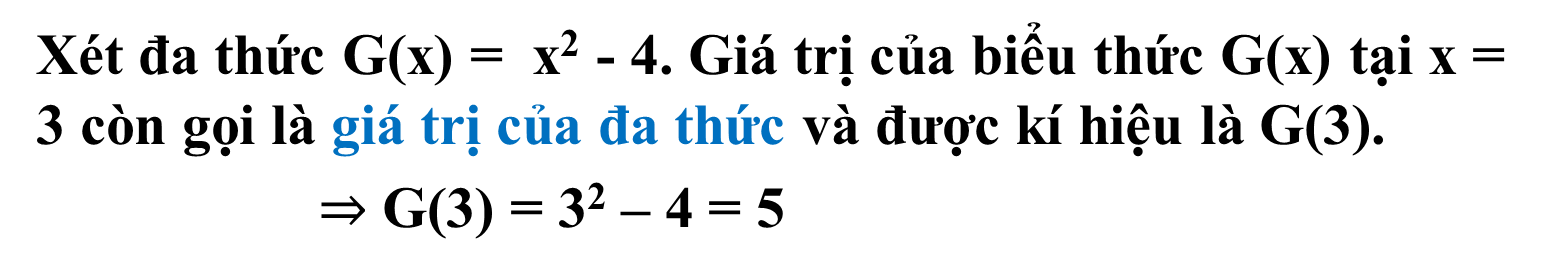 Xét đa thức G(x) = x² - 4. Giá trị của biểu thức G(x) tại x =
3 còn gọi là giá trị của đa thức và được kí hiệu là G(3).
⇒ G(3) = 3² – 4 = 5